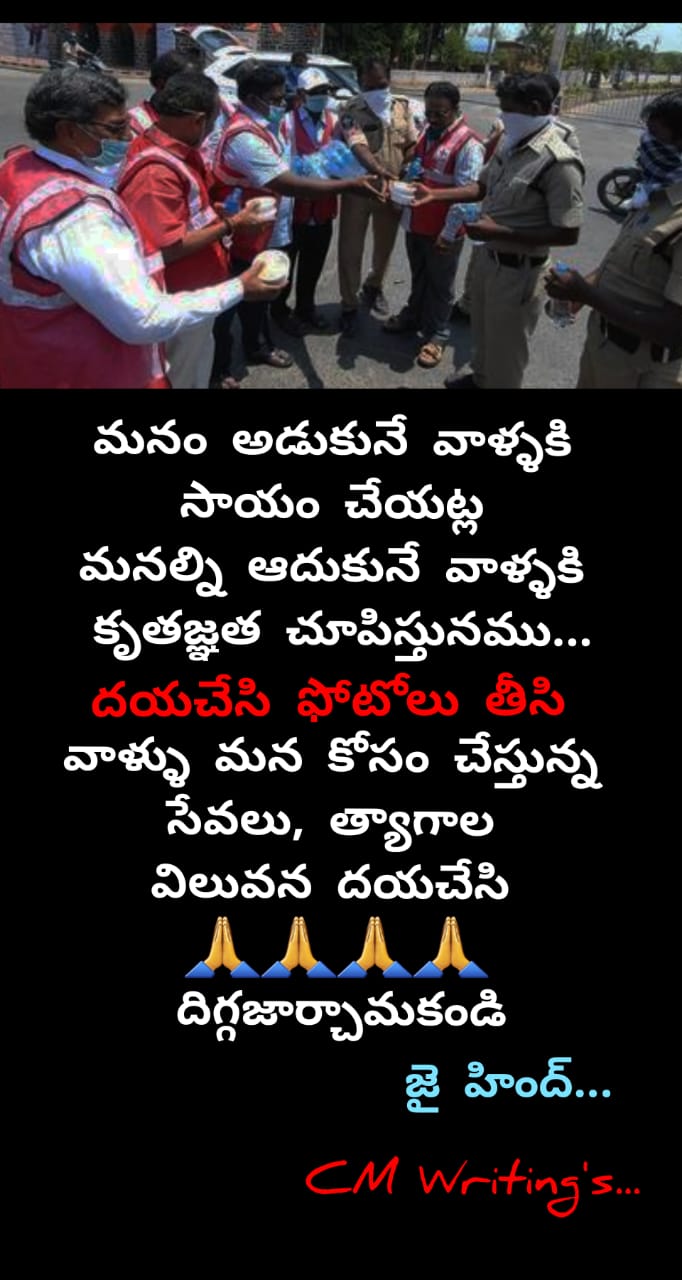 మనం అడుకునే వాళ్ళకి
సాయం చేయట్ల
మనల్ని ఆదుకునే వాళ్ళకి
కృతజ్ఞత చూపిస్తునము...
దయచేసి ఫోటోలు తీసి
వాళ్ళు మన కోసం చేస్తున్న
సేవలు, త్యాగాల
విలువన దయచేసి
🙏🙏🙏🙏
దిగ్గజార్చామకండి
జై హింద్...
CM Writing's...